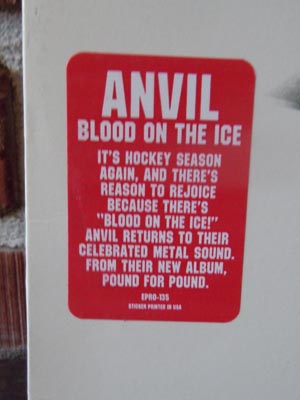 ANVIL
BLOOD ON THE ICE
IT'S HOCKEY SEASON
AGAIN, AND THERE'S
REASON TO REJOICE
BECAUSE THERE'S
"BLOOD ON THE ICE!"
ANVIL RETURNS TO THEIR
CELEBRATED METAL SOUND.
FROM THEIR NEW ALBUM,
POUND FOR POUND.
EPRO-135
STICKER PRINTED IN USA